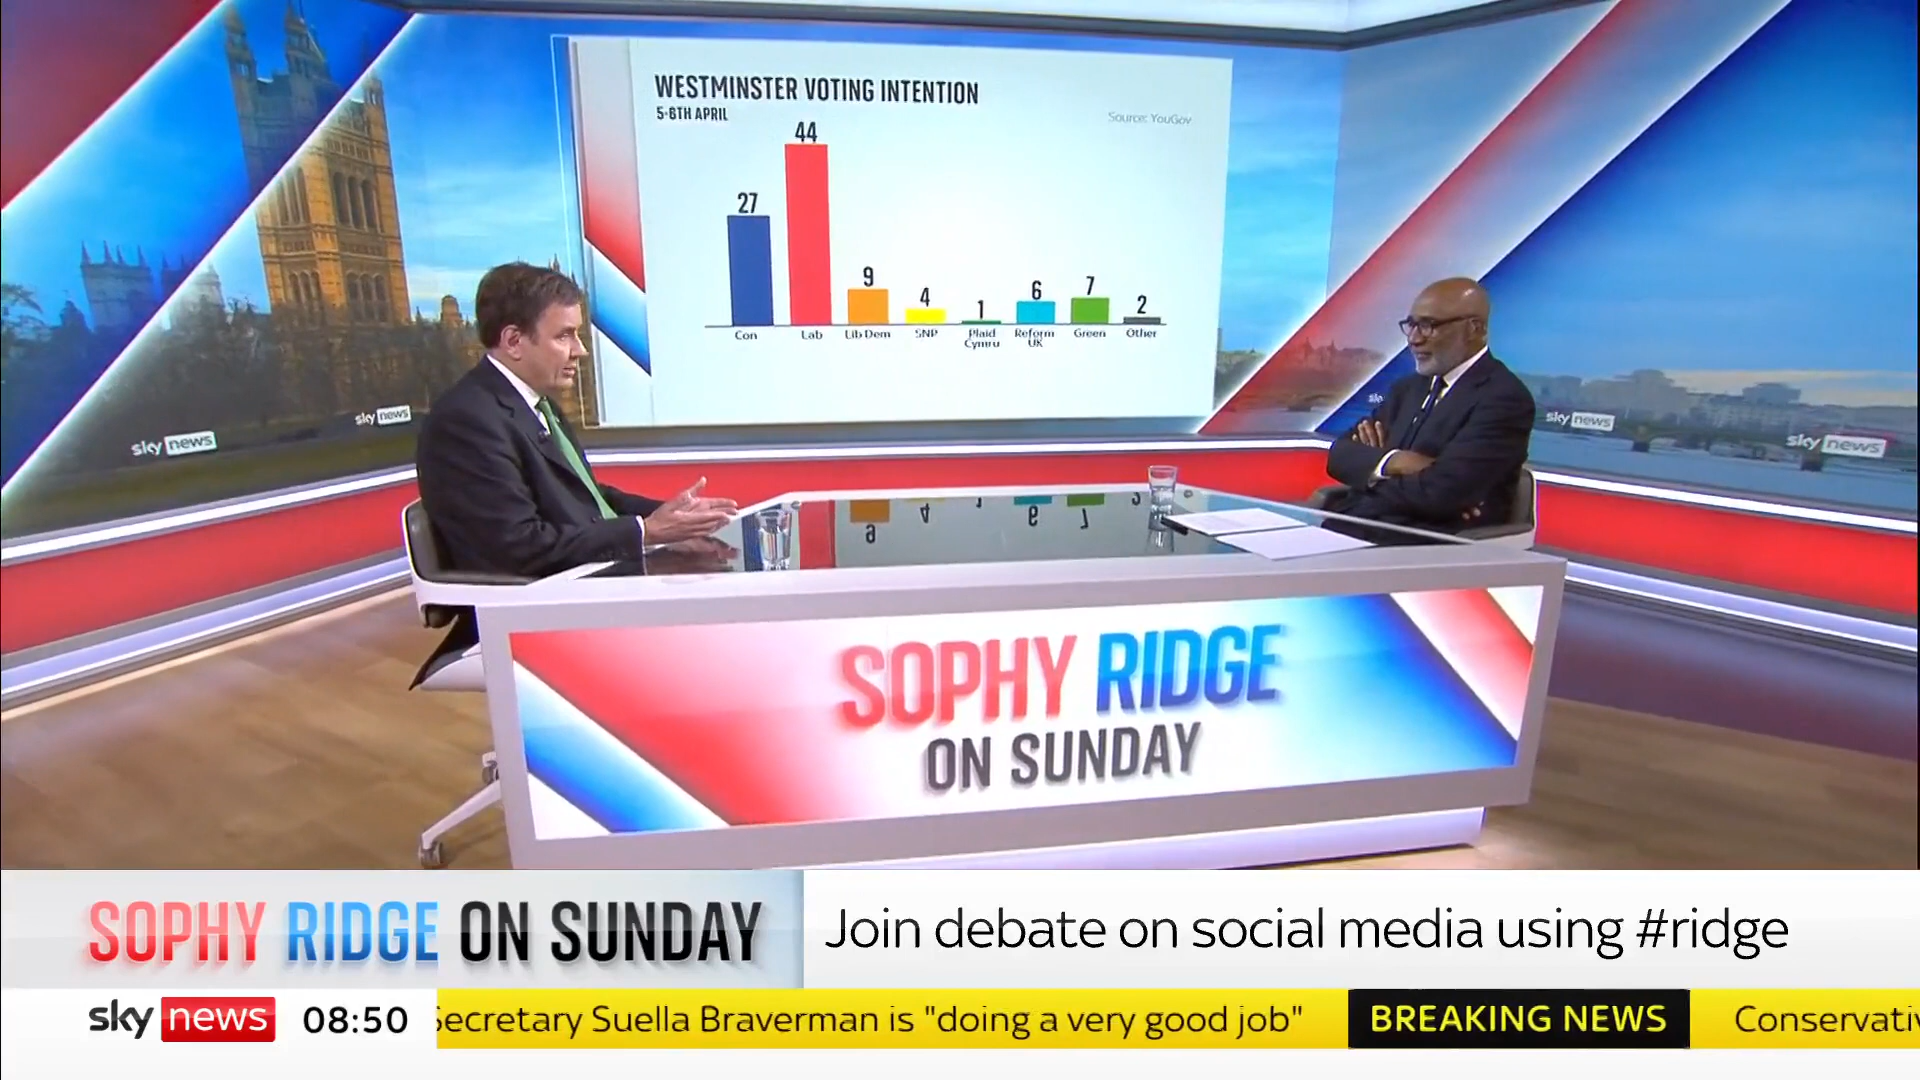 WESTMINSTER VOTING INTENTION
5-6TH APRIL
Source: YouGov
44
27
9
4
1
6
7
2
Con
Lab
Lib Dem
SNP
Plaid
Cymru
Reform
UK
Green
Other
sky news
sky news
sky news
sky news
SOPHY RIDGE
ON SUNDAY
SOPHY RIDGE ON SUNDAY
Join debate on social media using #ridge
sky news
08:50
Secretary Suella Braverman is "doing a very good job"
BREAKING NEWS